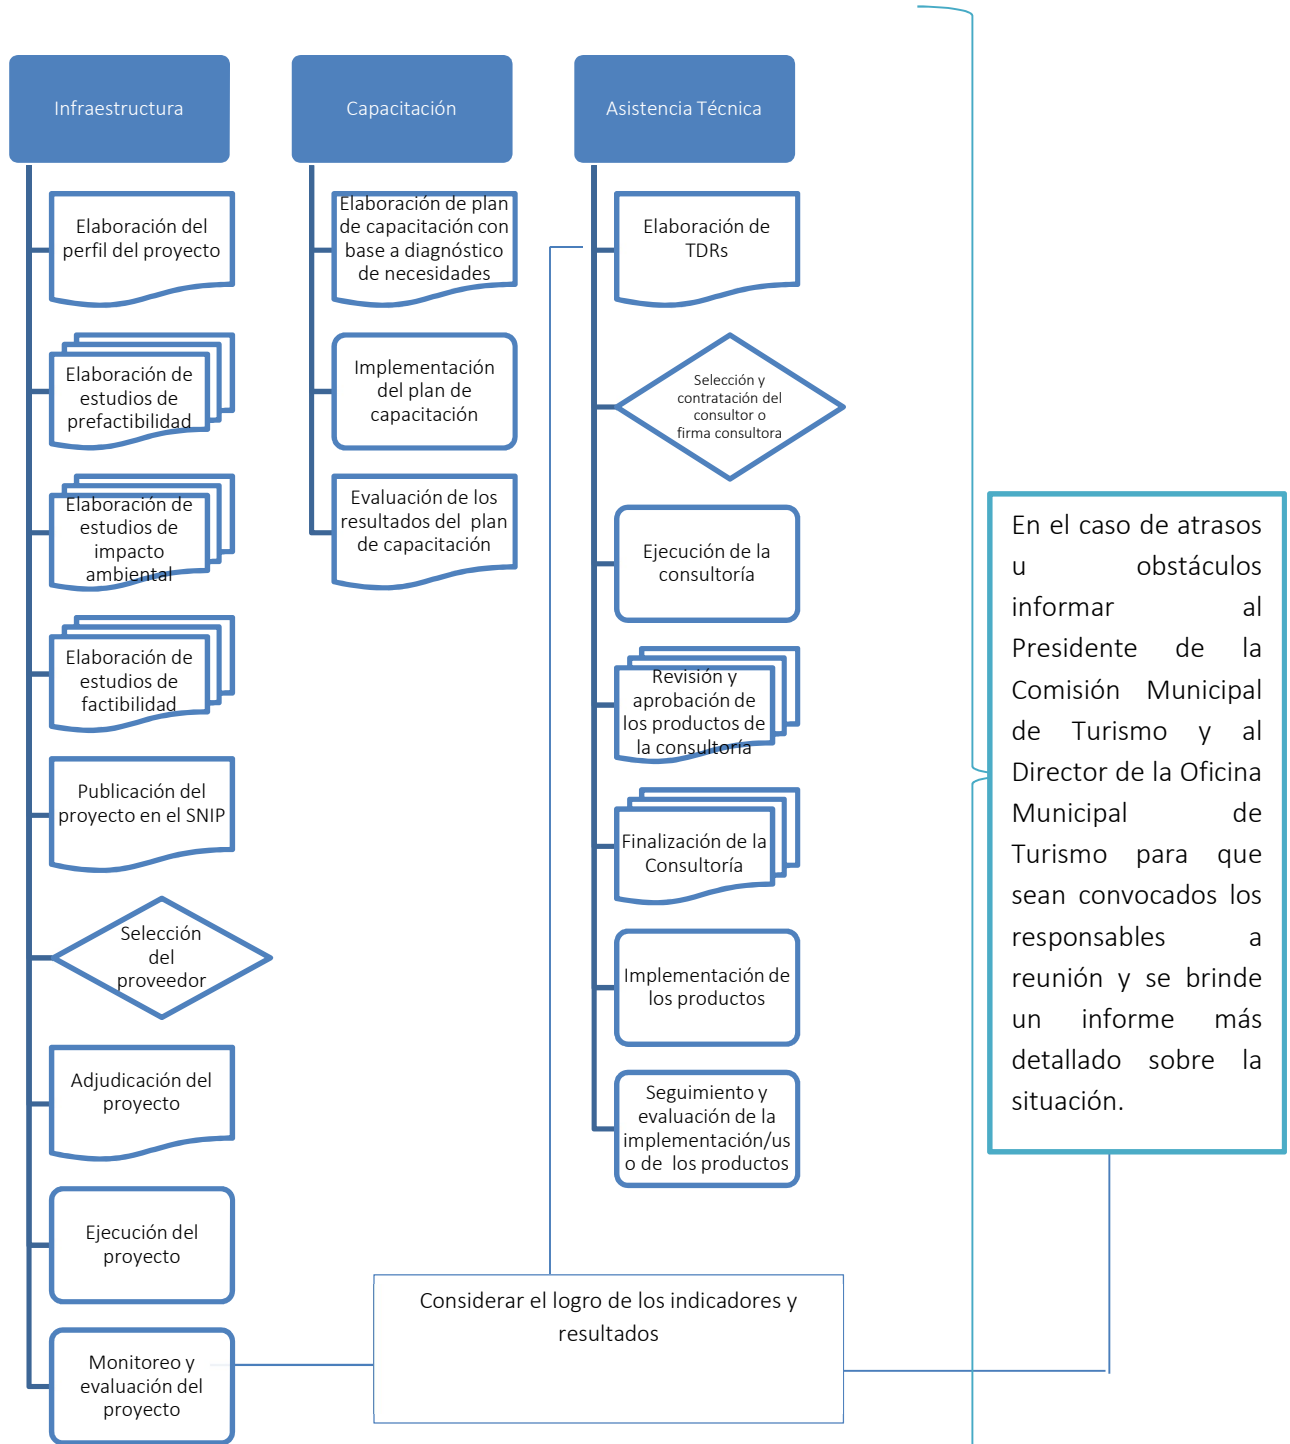 Infraestructura
Elaboración del
perfil del proyecto
Elaboración de
estudios de
prefactibilidad
Elaboración de
estudios de
impacto
ambiental
Elaboración de
estudios de
factibilidad
Publicación del
proyecto en el SNIP
Selección
del
proveedor
Adjudicación del
proyecto
Ejecución del
proyecto
Monitoreo y
evaluación del
proyecto
Capacitación
Elaboración de plan
de capacitación con
base a diagnóstico
de necesidades
Implementación
del plan de
capacitación
Evaluación de los
resultados del plan
de capacitación
Asistencia Técnica
Elaboración de
TDRs
Selección y
contratación del
consultor o
firma consultora
Ejecución de la
consultoría
Revisión y
aprobación de
los productos de
la consultoría
Finalización de la
Consultoría
Implementación de
los productos
Seguimiento y
evaluación de la
implementación/us
o de los productos
Considerar el logro de los indicadores y
resultados
En el caso de atrasos
u obstáculos
informar al
Presidente de la
Comisión Municipal
de Turismo y al
Director de la Oficina
Municipal de
Turismo para que
sean convocados los
responsables a
reunión y se brinde
un informe más
detallado sobre la
situación.